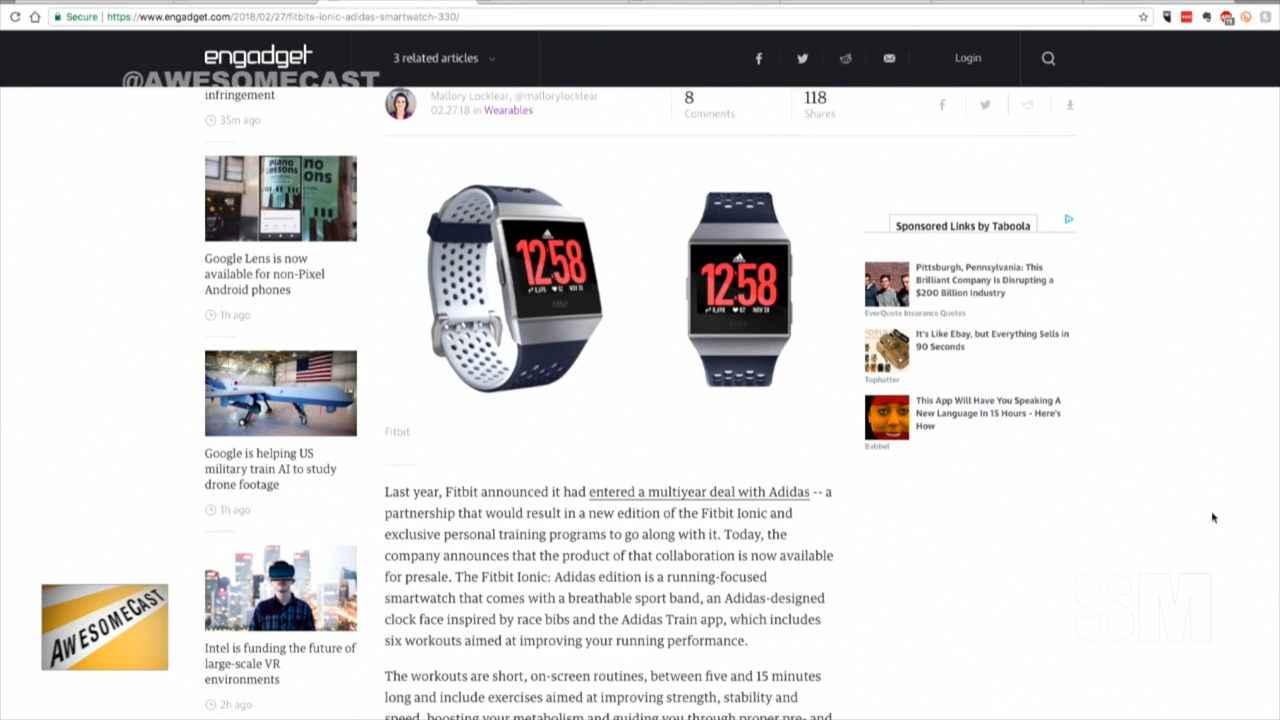 Secure | https://www.engadget.com/2018/02/27/fitbits-ionic-adidas-smartwatch-330/
engadget
3 related articles
Login
@AWESOMECAST
infringement
35m ago
Mallory Locklear, @mallorylocklear
02.27.18 in Wearables
8
Comments
118
Shares
piano lessons
no
ons
Google Lens is now
available for non-Pixel
Android phones
1h ago
Google is helping US
military train AI to study
drone footage
1h ago
Intel is funding the future of
large-scale VR
environments
2h ago
12:58
fitbit
12:58
fitbit
Fitbit
Last year, Fitbit announced it had entered a multiyear deal with Adidas -- a
partnership that would result in a new edition of the Fitbit Ionic and
exclusive personal training programs to go along with it. Today, the
company announces that the product of that collaboration is now available
for presale. The Fitbit Ionic: Adidas edition is a running-focused
smartwatch that comes with a breathable sport band, an Adidas-designed
clock face inspired by race bibs and the Adidas Train app, which includes
six workouts aimed at improving your running performance.
The workouts are short, on-screen routines, between five and 15 minutes
long and include exercises aimed at improving strength, stability and
speed, boosting your metabolism and guiding you through proper pre- and
Sponsored Links by Taboola
Pittsburgh, Pennsylvania: This
Brilliant Company Is Disrupting a
$200 Billion Industry
EverQuote Insurance Quotes
It's Like Ebay, but Everything Sells in
90 Seconds
Tophatter
This App Will Have You Speaking A
New Language In 15 Hours - Here's
How
Babbel
AWESOMECAST
SM